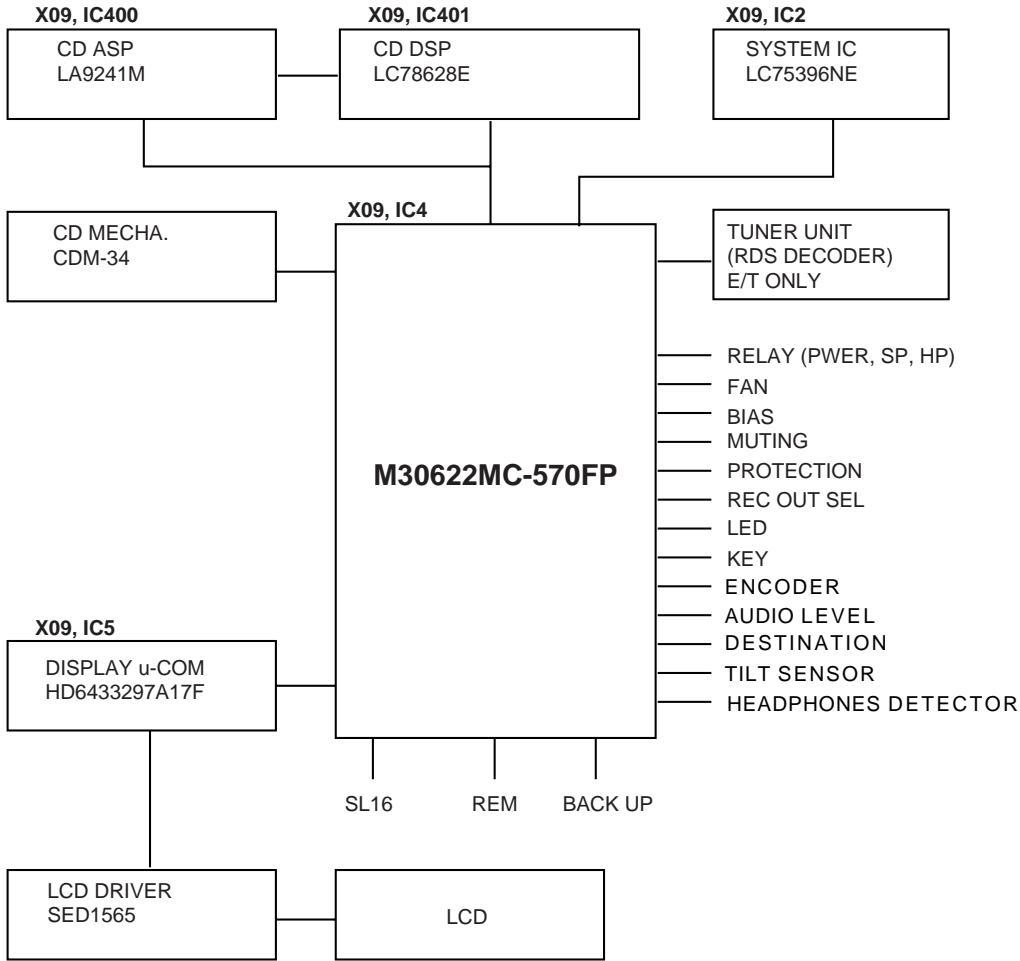 X09, IC400
CD ASP
LA9241M
X09, IC401
CD DSP
LC78628E
X09, IC2
SYSTEM IC
LC75396NE
CD MECHA.
CDM-34
X09, IC4
M30622MC-570FP
TUNER UNIT
(RDS DECODER)
E/T ONLY
RELAY (PWER, SP, HP)
FAN
BIAS
MUTING
PROTECTION
REC OUT SEL
LED
KEY
ENCODER
AUDIO LEVEL
DESTINATION
TILT SENSOR
HEADPHONES DETECTOR
X09, IC5
DISPLAY u-COM
HD6433297A17F
SL16
REM
BACK UP
LCD DRIVER
SED1565
LCD